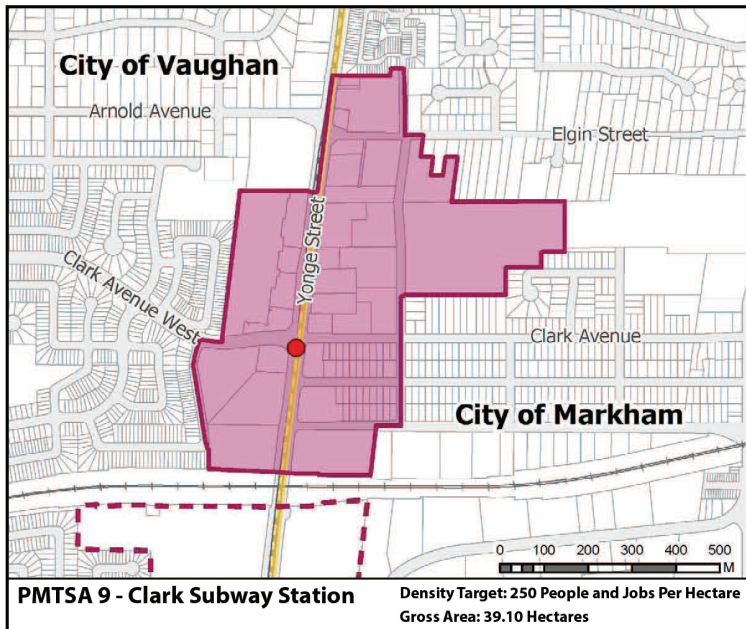 City of Vaughan
Arnold Avenue
Elgin Street
Yonge Street
Clark Avenue West
Clark Avenue
City of Markham
0 100 200 300 400 500
M
PMTSA 9 - Clark Subway Station
Density Target: 250 People and Jobs Per Hectare
Gross Area: 39.10 Hectares